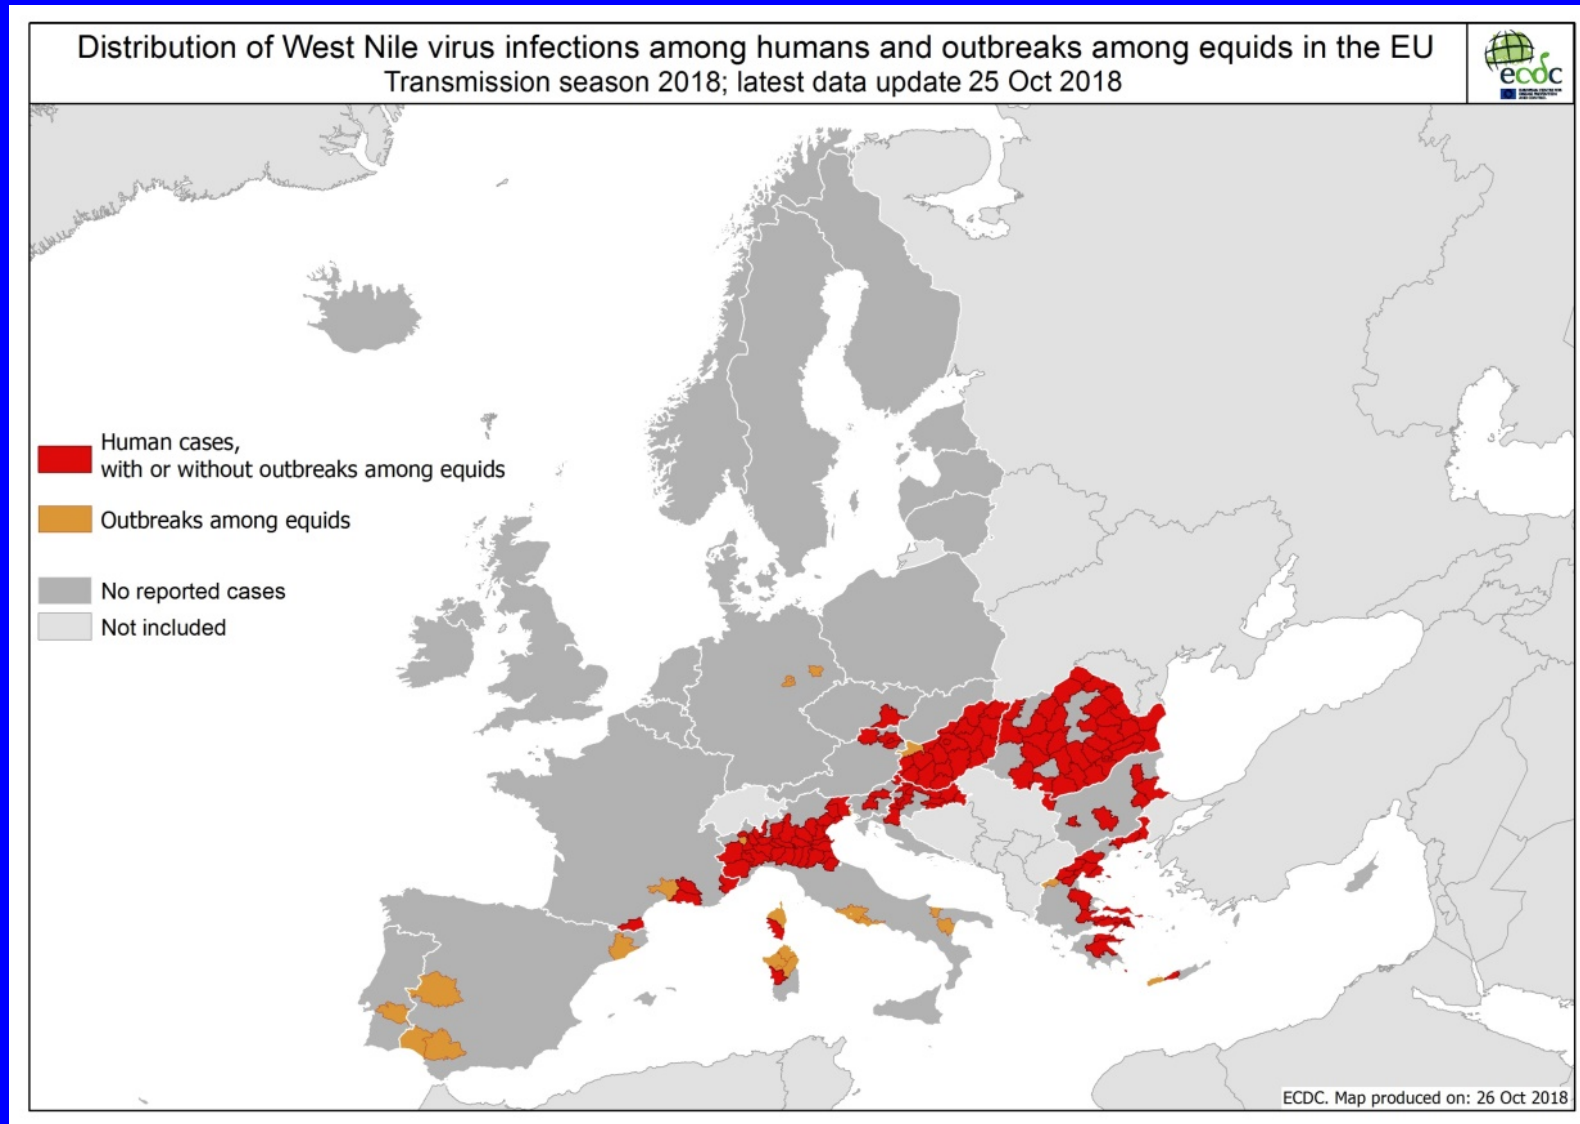 Distribution of West Nile virus infections among humans and outbreaks among equids in the EU
Transmission season 2018; latest data update 25 Oct 2018
ecdc
Human cases,
with or without outbreaks among equids
Outbreaks among equids
No reported cases
Not included
ECDC. Map produced on: 26 Oct 2018